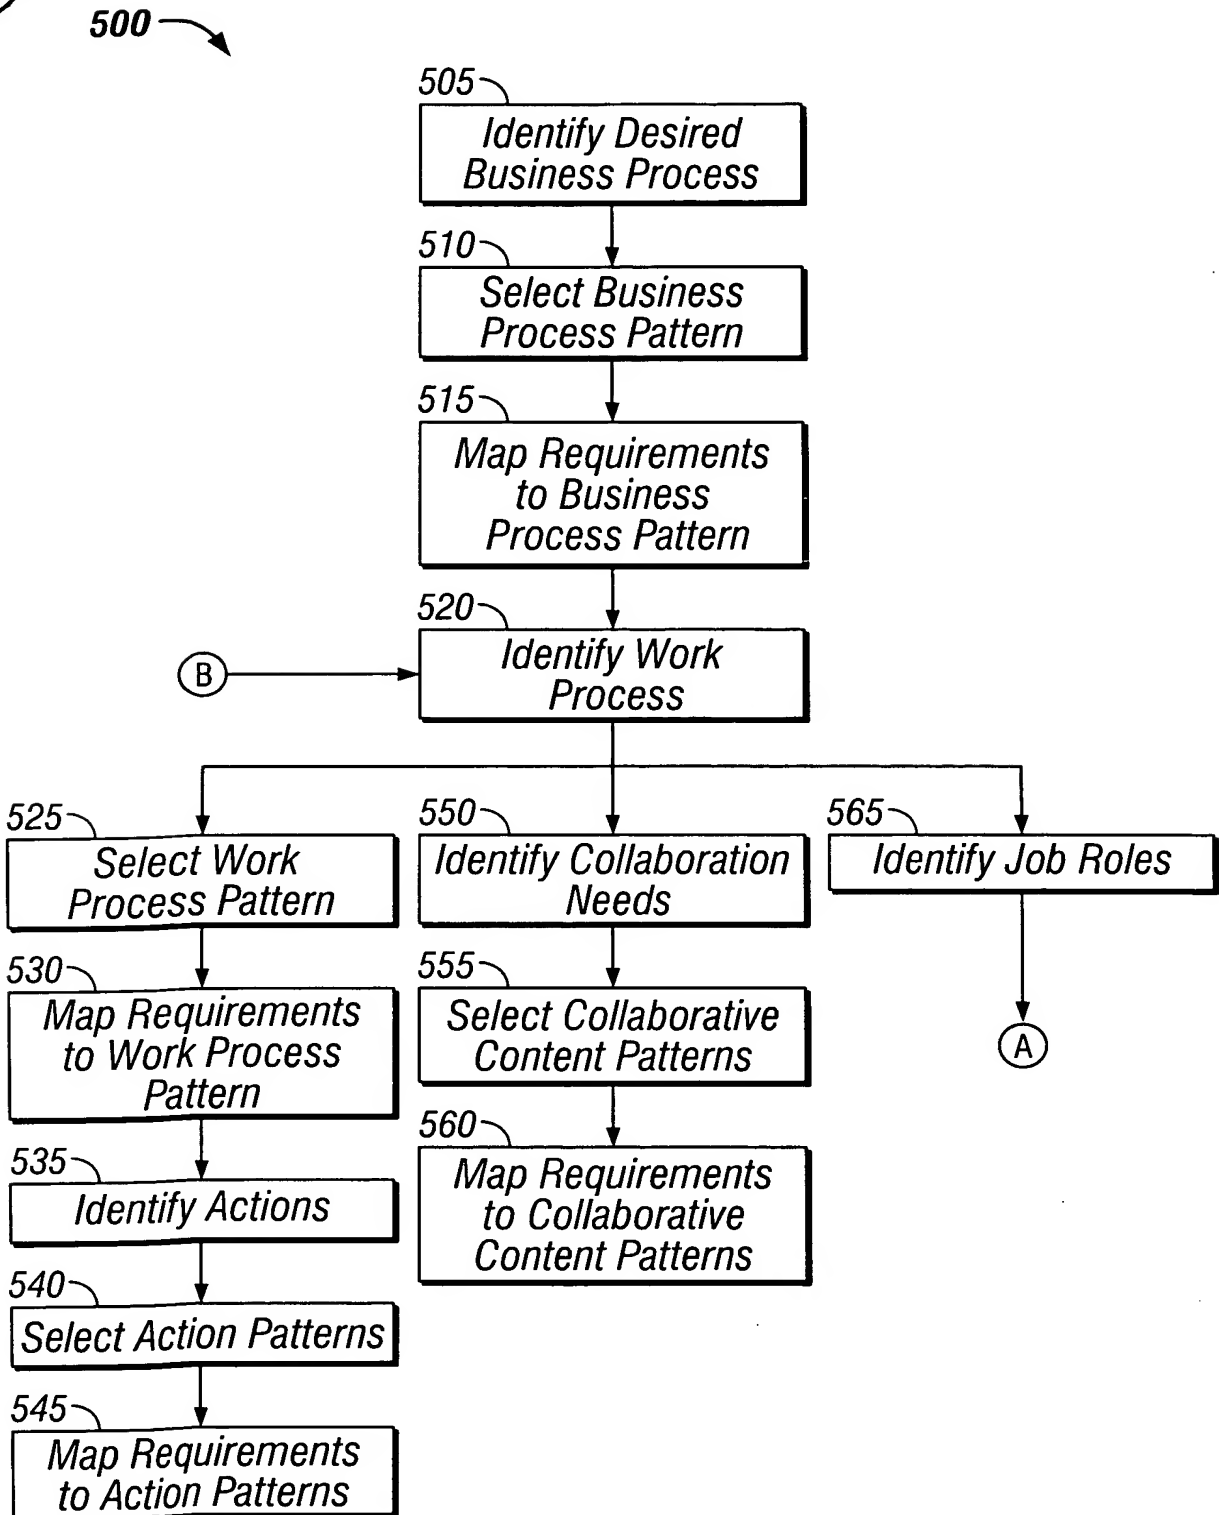 500
505
Identify Desired
Business Process
510
Select Business
Process Pattern
515
Map Requirements
to Business
Process Pattern
520
Identify Work
Process
B
525
Select Work
Process Pattern
530
Map Requirements
to Work Process
Pattern
535
Identify Actions
540
Select Action Patterns
545
Map Requirements
to Action Patterns
550
Identify Collaboration
Needs
555
Select Collaborative
Content Patterns
560
Map Requirements
to Collaborative
Content Patterns
565
Identify Job Roles
A